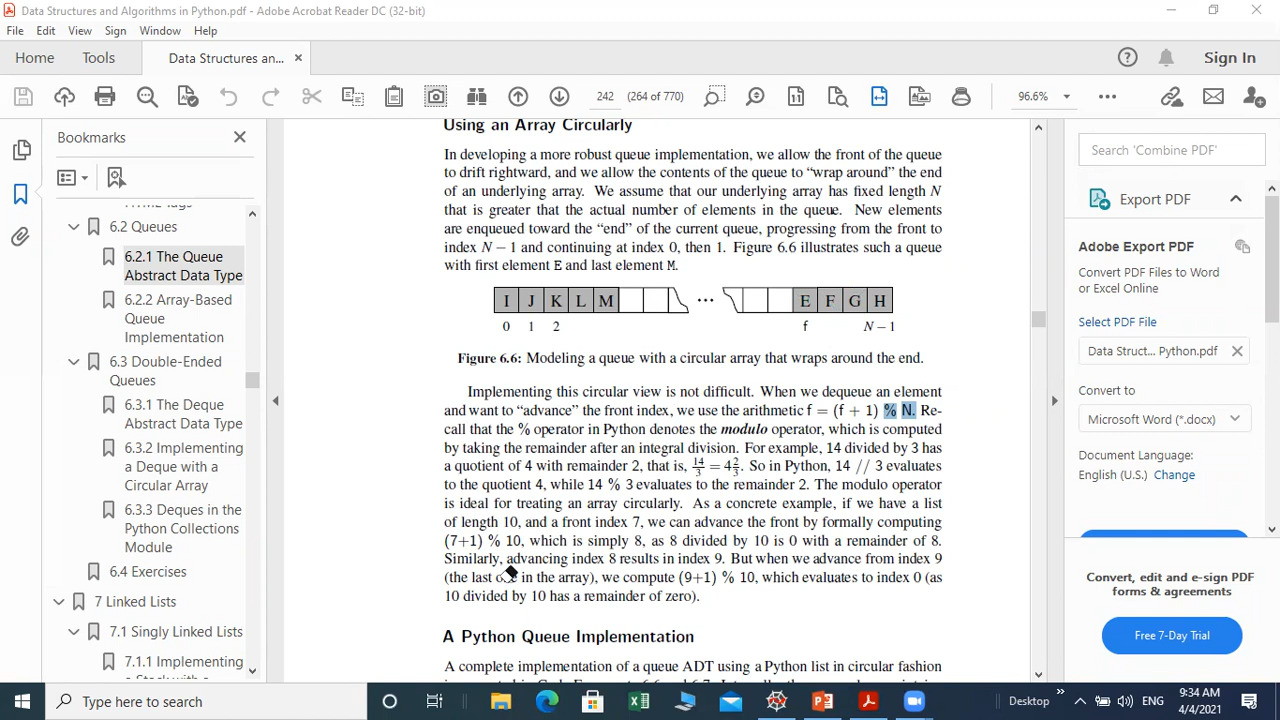 Data Structures and Algorithms in Python.pdf - Adobe Acrobat Reader DC (32-bit)
File Edit View Sign Window Help
Home Tools Data Structures an... × Sign In
242 (264 of 770) 96.6%
Bookmarks
HTML Tags
6.2 Queues
6.2.1 The Queue
Abstract Data Type
6.2.2 Array-Based
Queue
Implementation
6.3 Double-Ended
Queues
6.3.1 The Deque
Abstract Data Type
6.3.2 Implementing
a Deque with a
Circular Array
6.3.3 Deques in the
Python Collections
Module
6.4 Exercises
7 Linked Lists
7.1 Singly Linked Lists
7.1.1 Implementing
Using an Array Circularly
In developing a more robust queue implementation, we allow the front of the queue
to drift rightward, and we allow the contents of the queue to “wrap around” the end
of an underlying array. We assume that our underlying array has fixed length N
that is greater that the actual number of elements in the queue. New elements
are enqueued toward the “end” of the current queue, progressing from the front to
index N − 1 and continuing at index 0, then 1. Figure 6.6 illustrates such a queue
with first element E and last element M.
I J K L M ··· E F G H
0 1 2 f N − 1
Figure 6.6: Modeling a queue with a circular array that wraps around the end.
Implementing this circular view is not difficult. When we dequeue an element
and want to “advance” the front index, we use the arithmetic f = (f + 1) % N. Re-
call that the % operator in Python denotes the modulo operator, which is computed
by taking the remainder after an integral division. For example, 14 divided by 3 has
a quotient of 4 with remainder 2, that is, 14/3 = 4 2/3. So in Python, 14 // 3 evaluates
to the quotient 4, while 14 % 3 evaluates to the remainder 2. The modulo operator
is ideal for treating an array circularly. As a concrete example, if we have a list
of length 10, and a front index 7, we can advance the front by formally computing
(7+1) % 10, which is simply 8, as 8 divided by 10 is 0 with a remainder of 8.
Similarly, advancing index 8 results in index 9. But when we advance from index 9
(the last one in the array), we compute (9+1) % 10, which evaluates to index 0 (as
10 divided by 10 has a remainder of zero).
A Python Queue Implementation
A complete implementation of a queue ADT using a Python list in circular fashion
Search 'Combine PDF'
Export PDF
Adobe Export PDF
Convert PDF Files to Word
or Excel Online
Select PDF File
Data Struct... Python.pdf ×
Convert to
Microsoft Word (*.docx)
Document Language:
English (U.S.) Change
Convert, edit and e-sign PDF
forms & agreements
Free 7-Day Trial
Type here to search
Desktop » ENG
9:34 AM
4/4/2021